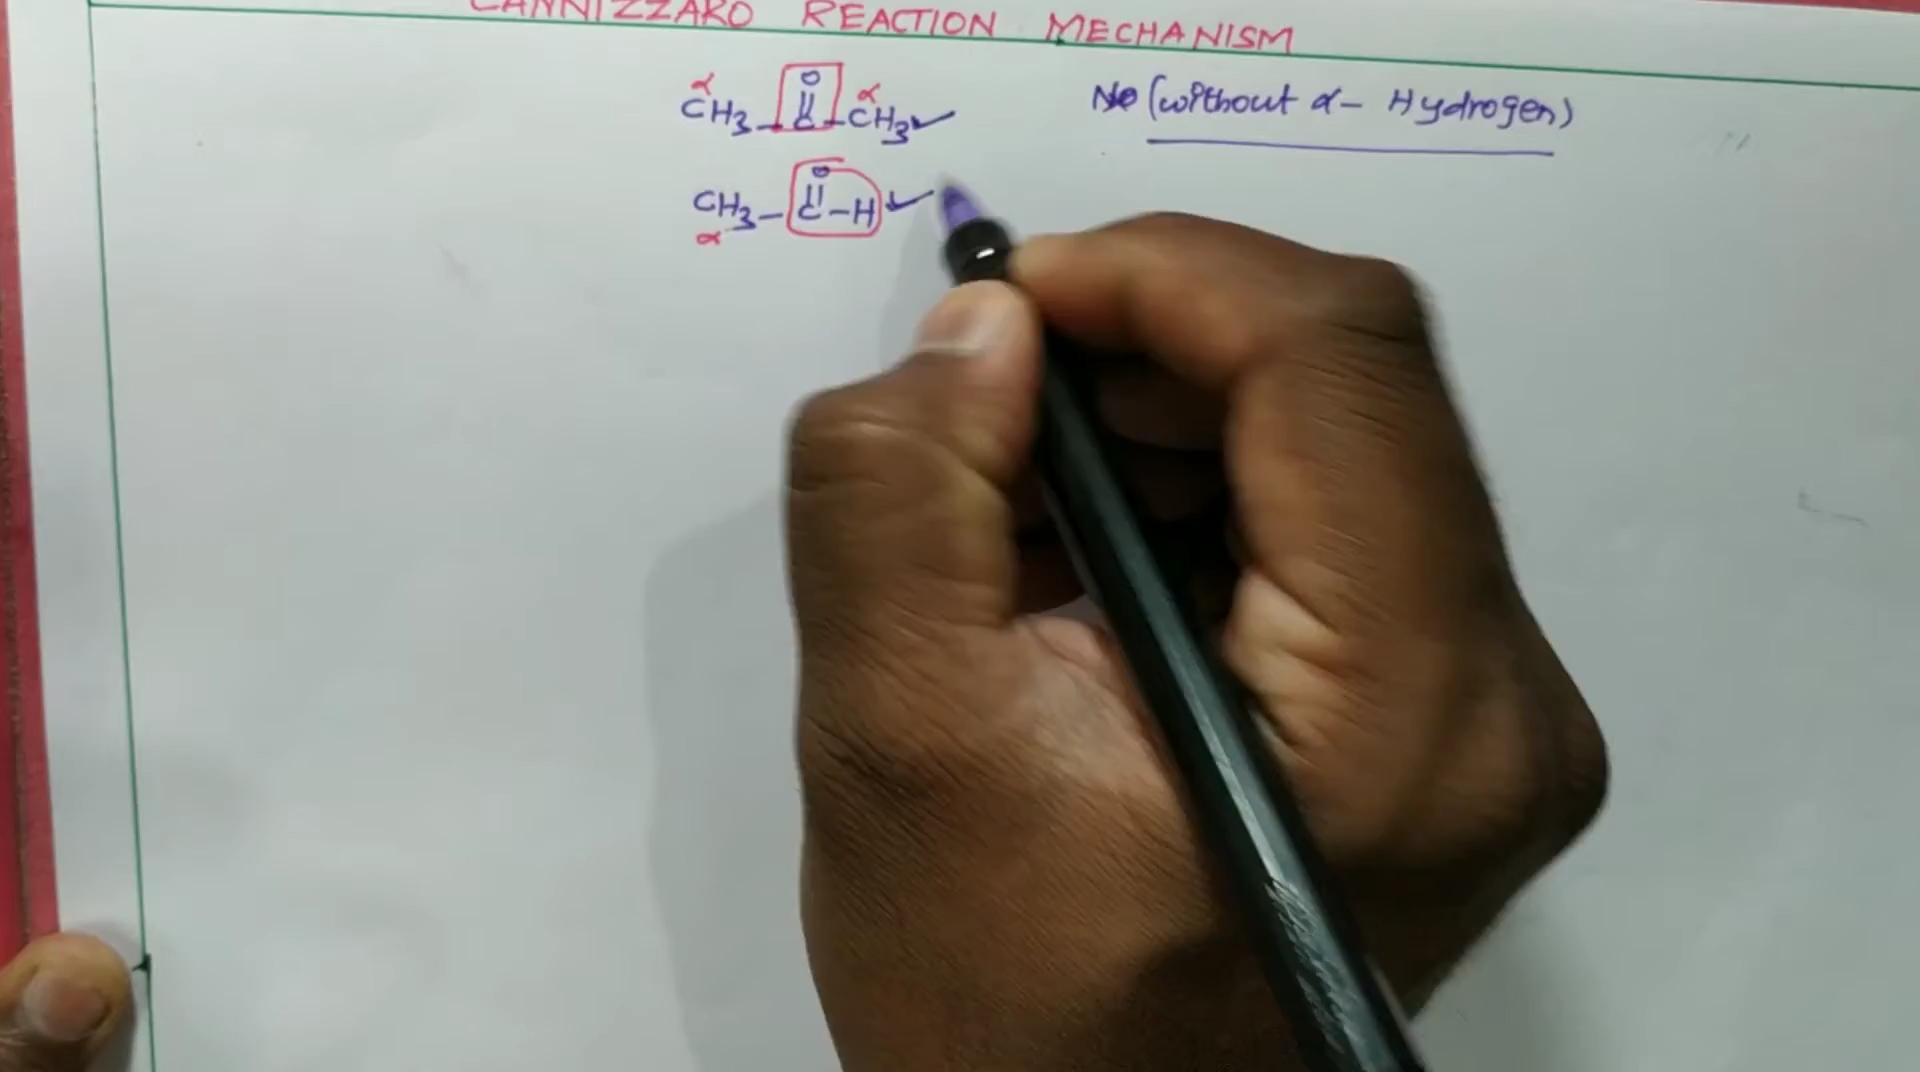 CANNIZZARO REACTION MECHANISM
α O α
CH3 - C - CH3
No (without α - Hydrogen)
O
CH3 - C - H
α